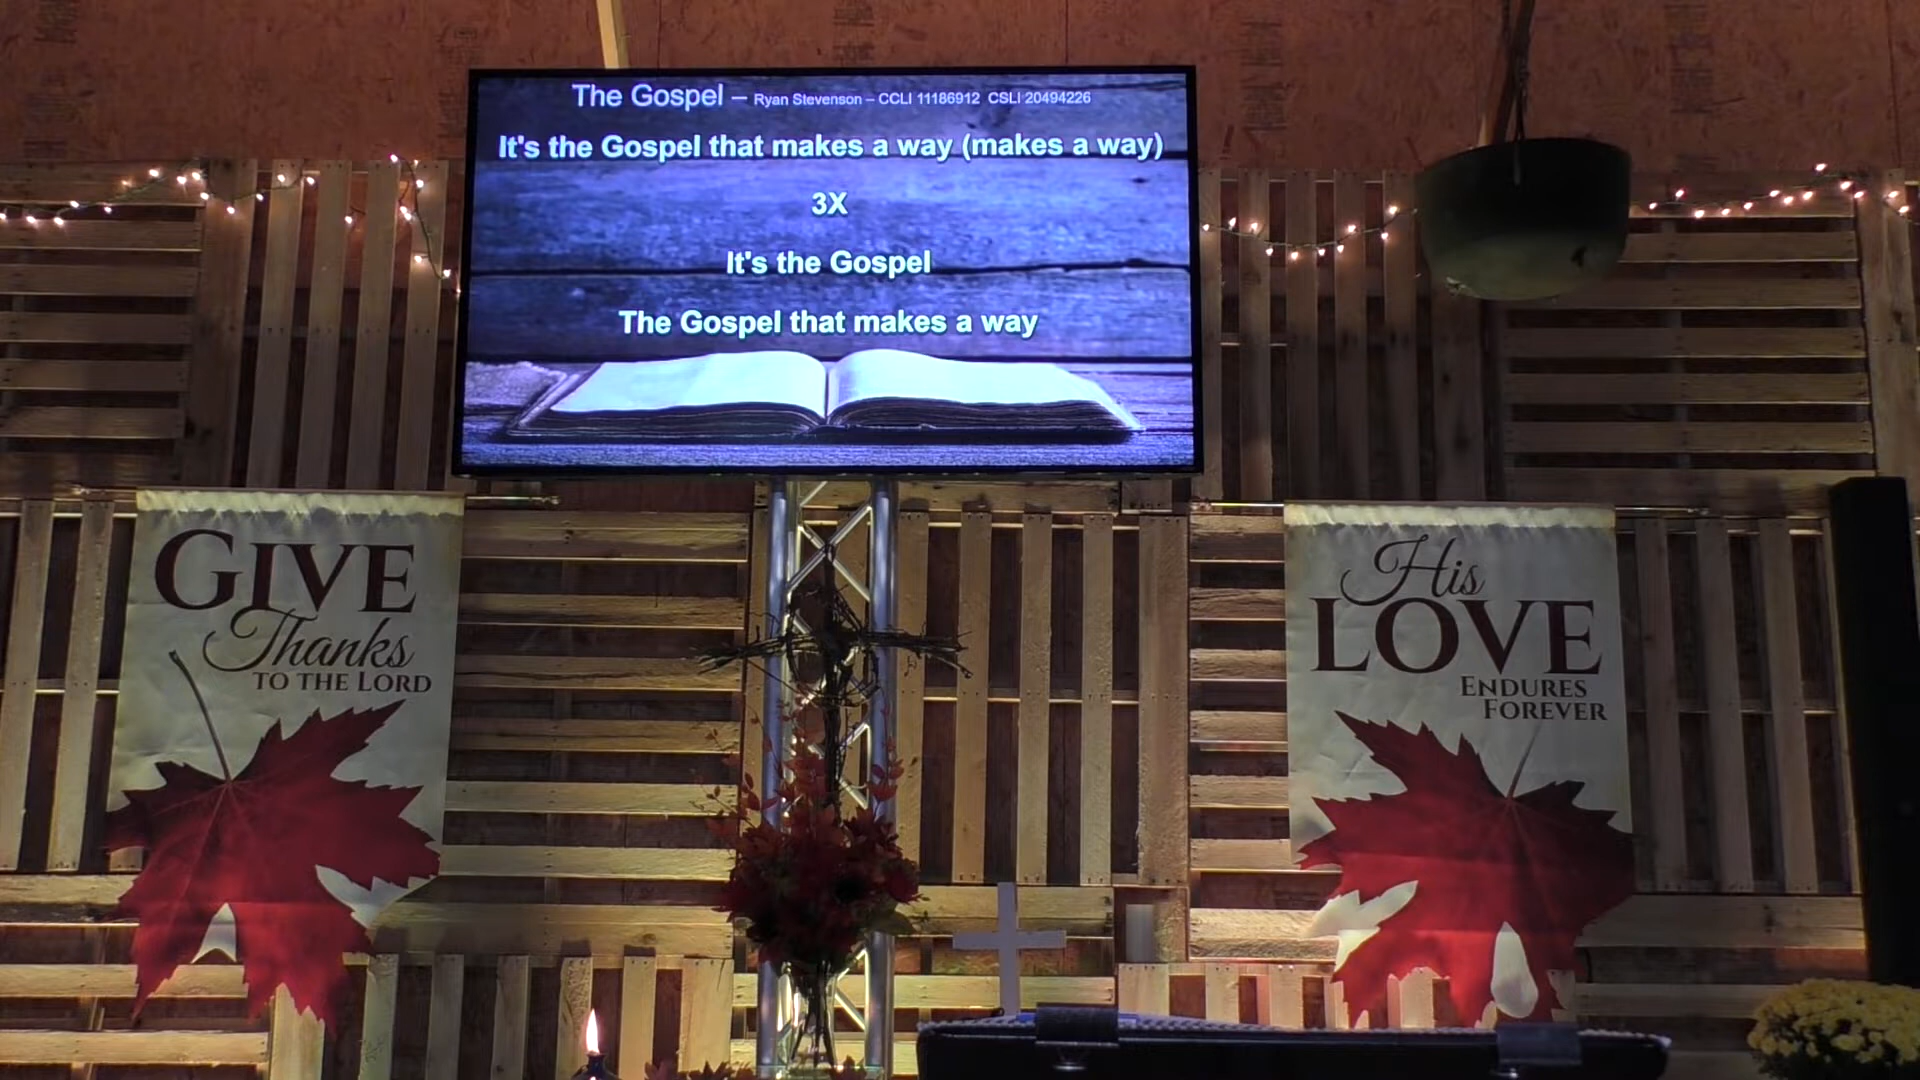 The Gospel – Ryan Stevenson – CCLI 11186912 CSLI 20494226
It's the Gospel that makes a way (makes a way)
3X
It's the Gospel
The Gospel that makes a way
GIVE
Thanks
TO THE LORD
His
LOVE
ENDURES
FOREVER